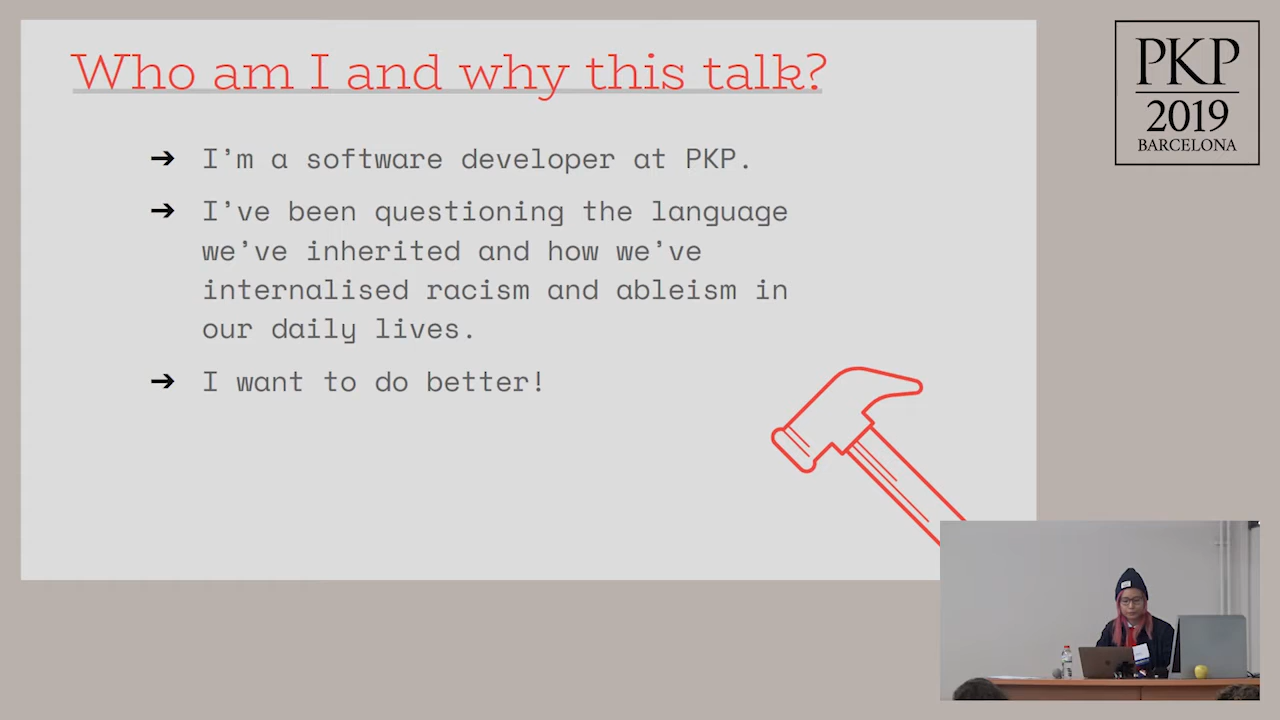 Who am I and why this talk?
➔ I'm a software developer at PKP.
➔ I've been questioning the language
we've inherited and how we've
internalised racism and ableism in
our daily lives.
➔ I want to do better!
PKP
2019
BARCELONA